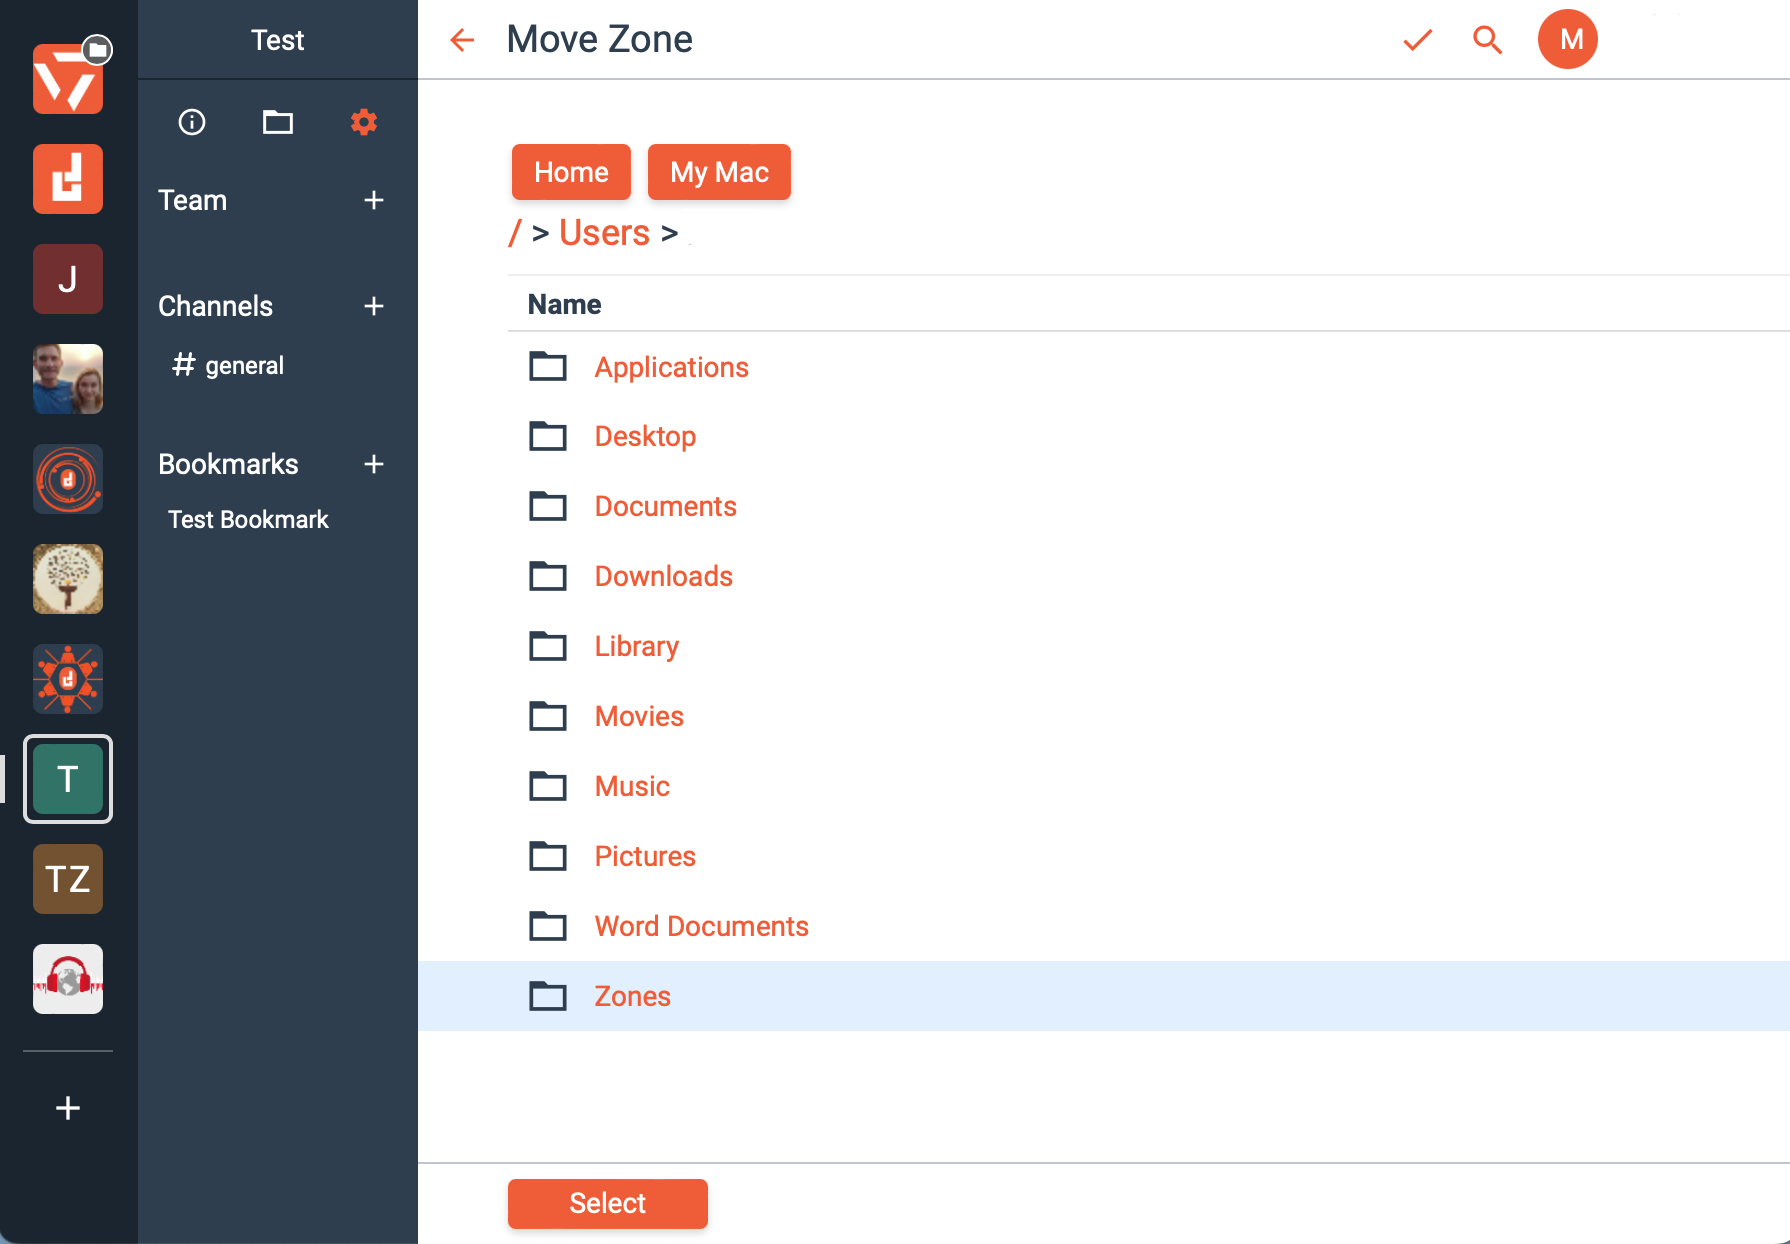 Test
Move Zone
M
Home
My Mac
/ > Users >
Name
Applications
Desktop
Documents
Downloads
Library
Movies
Music
Pictures
Word Documents
Zones
Select
Team
Channels
# general
Bookmarks
Test Bookmark
J
T
TZ